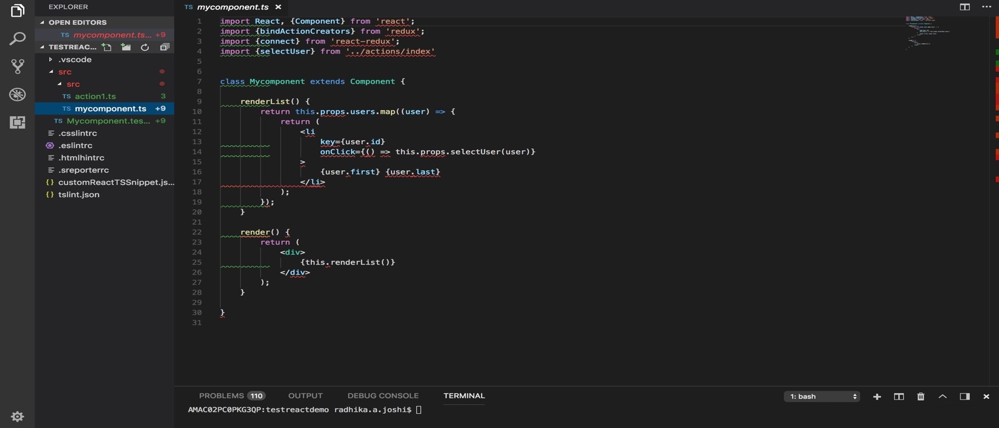 EXPLORER
OPEN EDITORS
TS mycomponent.ts... +9
TESTREAC...
.vscode
src
src
TS action1.ts 3
TS mycomponent.ts +9
TS Mycomponent.tes... +9
.csslintrc
.eslintrc
.htmlhintrc
.sreporterrc
{ } customReactTSSnippet.js...
{ } tslint.json
TS mycomponent.ts ×
1 import React, {Component} from 'react';
2 import {bindActionCreators} from 'redux';
3 import {connect} from 'react-redux';
4 import {selectUser} from '../actions/index'
5
6
7 class Mycomponent extends Component {
8
9 renderList() {
10 return this.props.users.map((user) => {
11 return (
12 <li
13 key={user.id}
14 onClick={() => this.props.selectUser(user)}
15 >
16 {user.first} {user.last}
17 </li>
18 );
19 });
20 }
21
22 render() {
23 return (
24 <div>
25 {this.renderList()}
26 </div>
27 );
28 }
29
30 }
31
PROBLEMS 110 OUTPUT DEBUG CONSOLE TERMINAL 1: bash
AMAC02PC0PKG3QP:testreactdemo radhika.a.joshi$